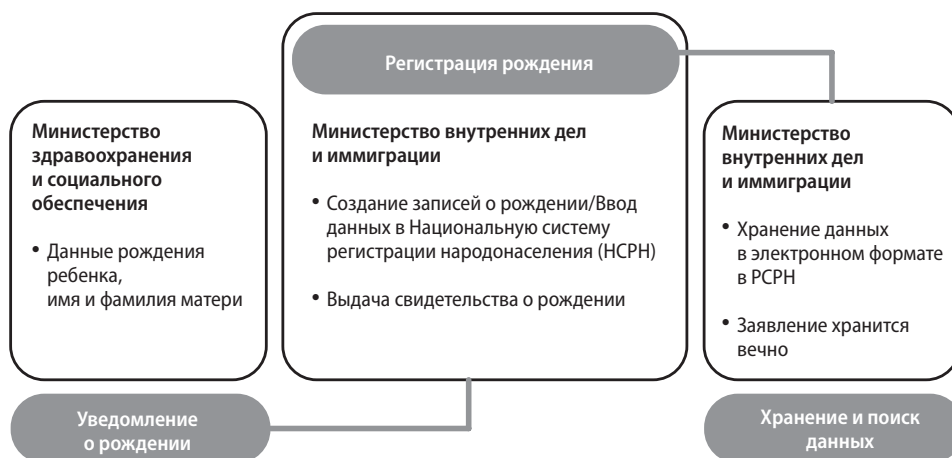 Регистрация рождения
Министерство
здравоохранения
и социального
обеспечения
• Данные рождения
ребенка,
имя и фамилия матери
Уведомление
о рождении
Министерство внутренних дел
и иммиграции
• Создание записей о рождении/Ввод
данных в Национальную систему
регистрации народонаселения (НСРН)
• Выдача свидетельства о рождении
Министерство
внутренних дел
и иммиграции
• Хранение данных
в электронном формате
в РСРН
• Заявление хранится
вечно
Хранение и поиск
данных